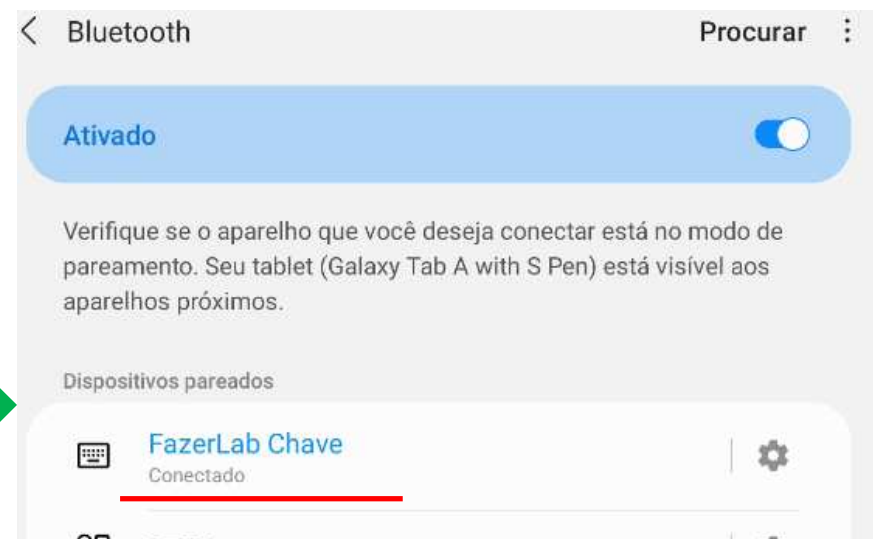 Bluetooth Procurar
Ativado
Verifique se o aparelho que você deseja conectar está no modo de
pareamento. Seu tablet (Galaxy Tab A with S Pen) está visível aos
aparelhos próximos.
Dispositivos pareados
FazerLab Chave
Conectado